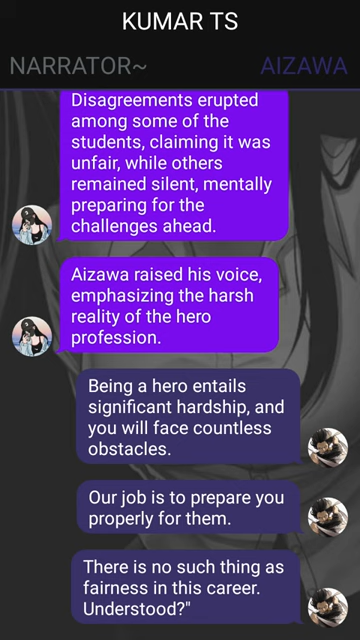 KUMAR TS
NARRATOR~ AIZAWA
Disagreements erupted
among some of the
students, claiming it was
unfair, while others
remained silent, mentally
preparing for the
challenges ahead.
Aizawa raised his voice,
emphasizing the harsh
reality of the hero
profession.
Being a hero entails
significant hardship, and
you will face countless
obstacles.
Our job is to prepare you
properly for them.
There is no such thing as
fairness in this career.
Understood?"